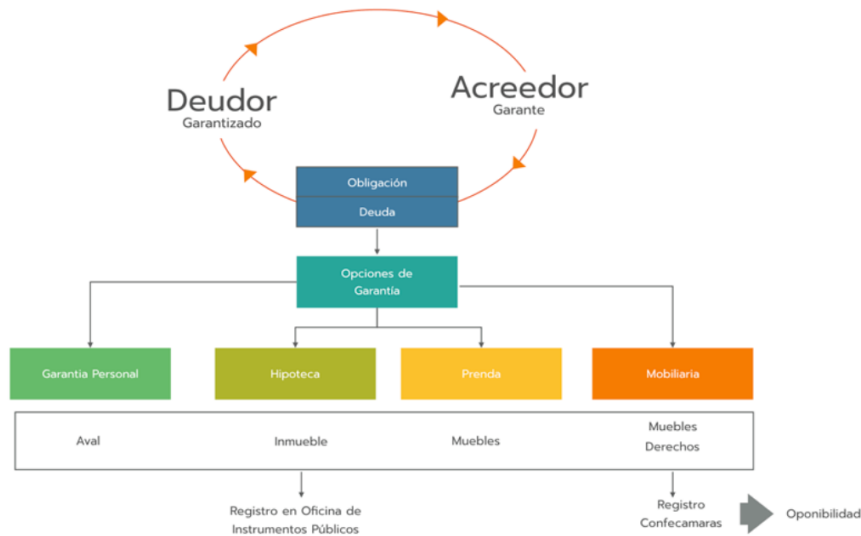 Deudor
Garantizado
Acreedor
Garante
Obligación
Deuda
Opciones de
Garantía
Garantia Personal
Hipoteca
Prenda
Mobiliaria
Aval
Inmueble
Muebles
Muebles
Derechos
Registro en Oficina de
Instrumentos Públicos
Registro
Confecamaras
Oponibilidad